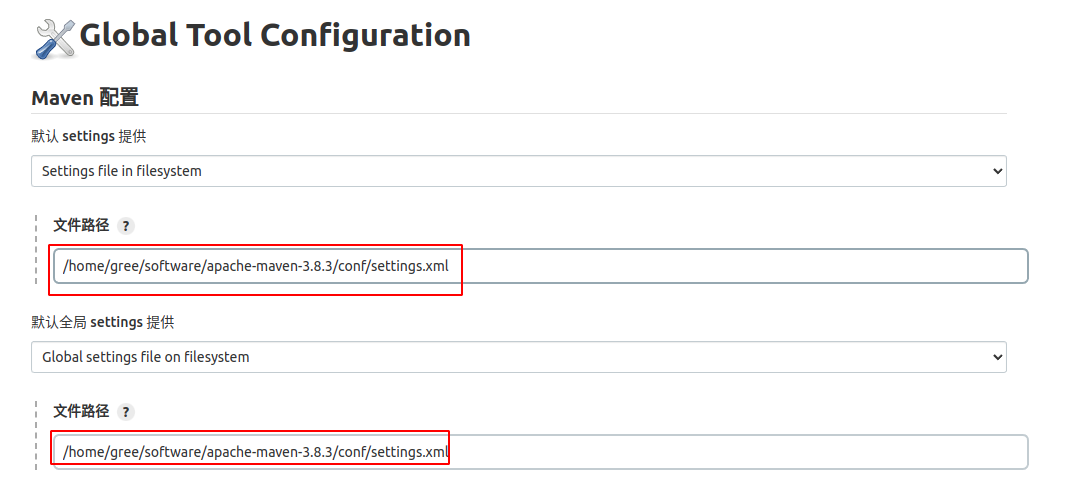 Global Tool Configuration
Maven 配置
默认 settings 提供
Settings file in filesystem
文件路径 ?
/home/gree/software/apache-maven-3.8.3/conf/settings.xml
默认全局 settings 提供
Global settings file on filesystem
文件路径 ?
/home/gree/software/apache-maven-3.8.3/conf/settings.xml